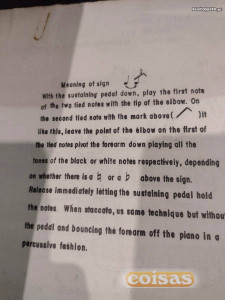 Meaning of sign
With the sustaining pedal down, play the first note
of the two tied notes with the tip of the elbow. On
the second tied note with the mark above( )it
like this, leave the point of the élbow on the first of
the tied notes pivot the forearm down playing all the
tones of the black or white notes respectively, depending
on whether there is a ♮ or a ♭ above the sign.
Release immediately letting the sustaining pedal hold
the notes. When staccato, us same technique but withou
the pedal and bouncing the forearm off the piano in a
percussive fashion.
coisas